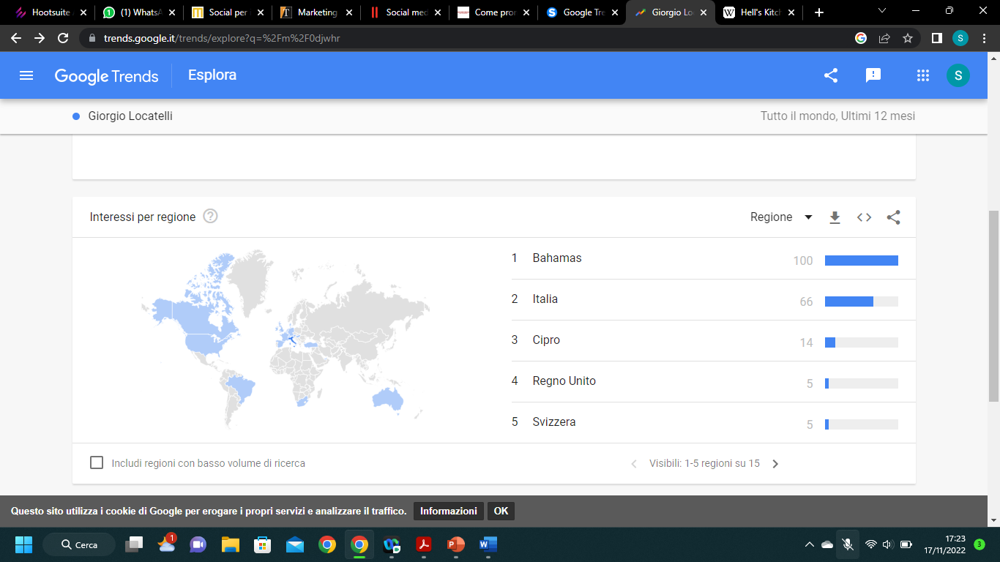 Hootsuite
(1) WhatsA
Social per
Marketing
Social med
Come pror
Google Tre
Giorgio Lo
W Hell's Kitch
trends.google.it/trends/explore?q=%2Fm%2F0djwhr
S
Google Trends
Esplora
S
Giorgio Locatelli
Tutto il mondo, Ultimi 12 mesi
Interessi per regione ?
Regione
1 Bahamas 100
2 Italia 66
3 Cipro 14
4 Regno Unito 5
5 Svizzera 5
Includi regioni con basso volume di ricerca
Visibili: 1-5 regioni su 15
Questo sito utilizza i cookie di Google per erogare i propri servizi e analizzare il traffico.
Informazioni
OK
Cerca
1
17:23
17/11/2022
3